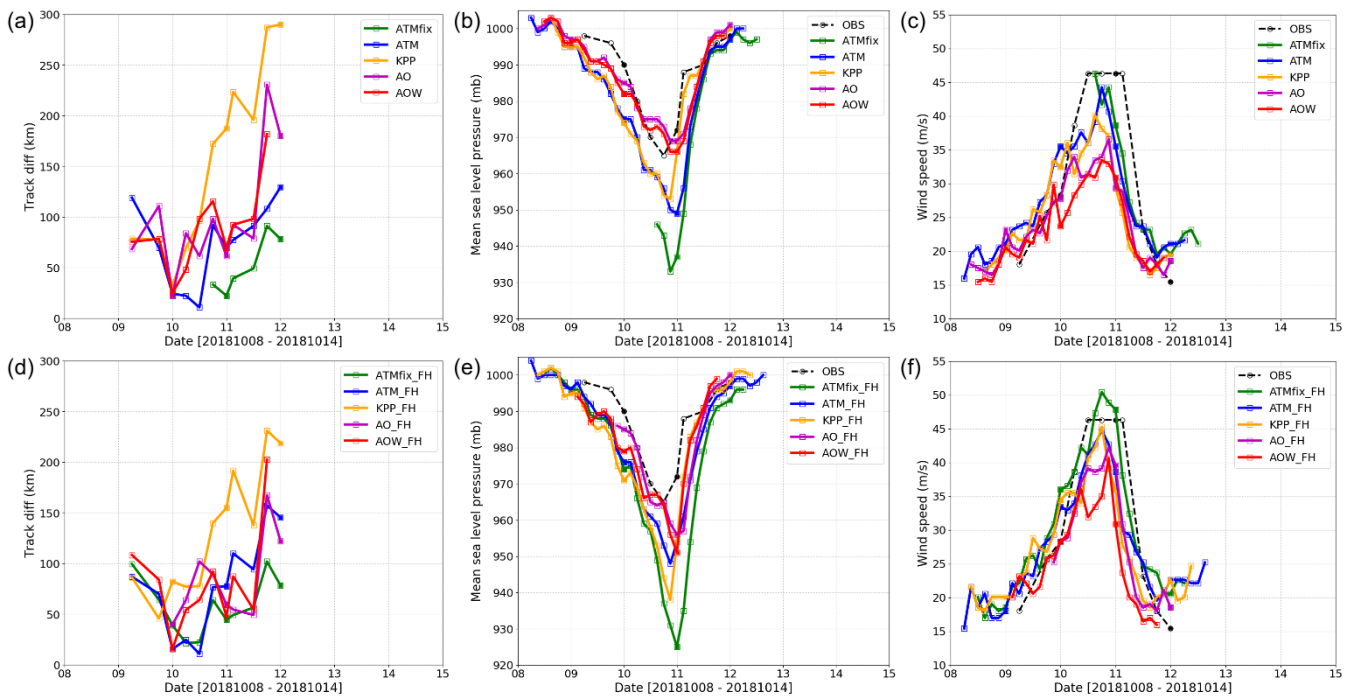 (a)
300
250
200
150
100
50
0
Track diff (km)
08 09 10 11 12 13 14 15
Date [20181008 - 20181014]
ATMfix
ATM
KPP
AO
AOW
(b)
1000
990
980
970
960
950
940
930
920
Mean sea level pressure (mb)
08 09 10 11 12 13 14 15
Date [20181008 - 20181014]
OBS
ATMfix
ATM
KPP
AO
AOW
(c)
55
50
45
40
35
30
25
20
15
10
Wind speed (m/s)
08 09 10 11 12 13 14 15
Date [20181008 - 20181014]
OBS
ATMfix
ATM
KPP
AO
AOW
(d)
300
250
200
150
100
50
0
Track diff (km)
08 09 10 11 12 13 14 15
Date [20181008 - 20181014]
ATMfix_FH
ATM_FH
KPP_FH
AO_FH
AOW_FH
(e)
1000
990
980
970
960
950
940
930
920
Mean sea level pressure (mb)
08 09 10 11 12 13 14 15
Date [20181008 - 20181014]
OBS
ATMfix_FH
ATM_FH
KPP_FH
AO_FH
AOW_FH
(f)
55
50
45
40
35
30
25
20
15
10
Wind speed (m/s)
08 09 10 11 12 13 14 15
Date [20181008 - 20181014]
OBS
ATMfix_FH
ATM_FH
KPP_FH
AO_FH
AOW_FH